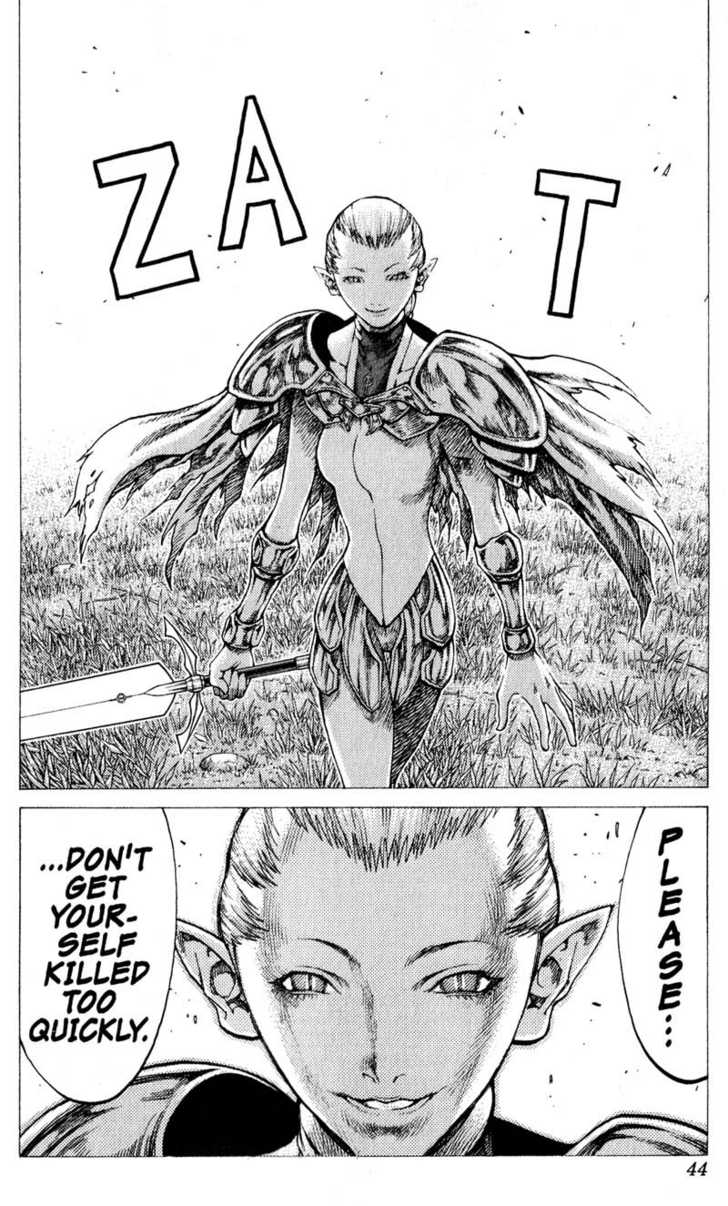 ZAT
PLEASE...
...DON'T
GET
YOUR-
SELF
KILLED
TOO
QUICKLY.
44